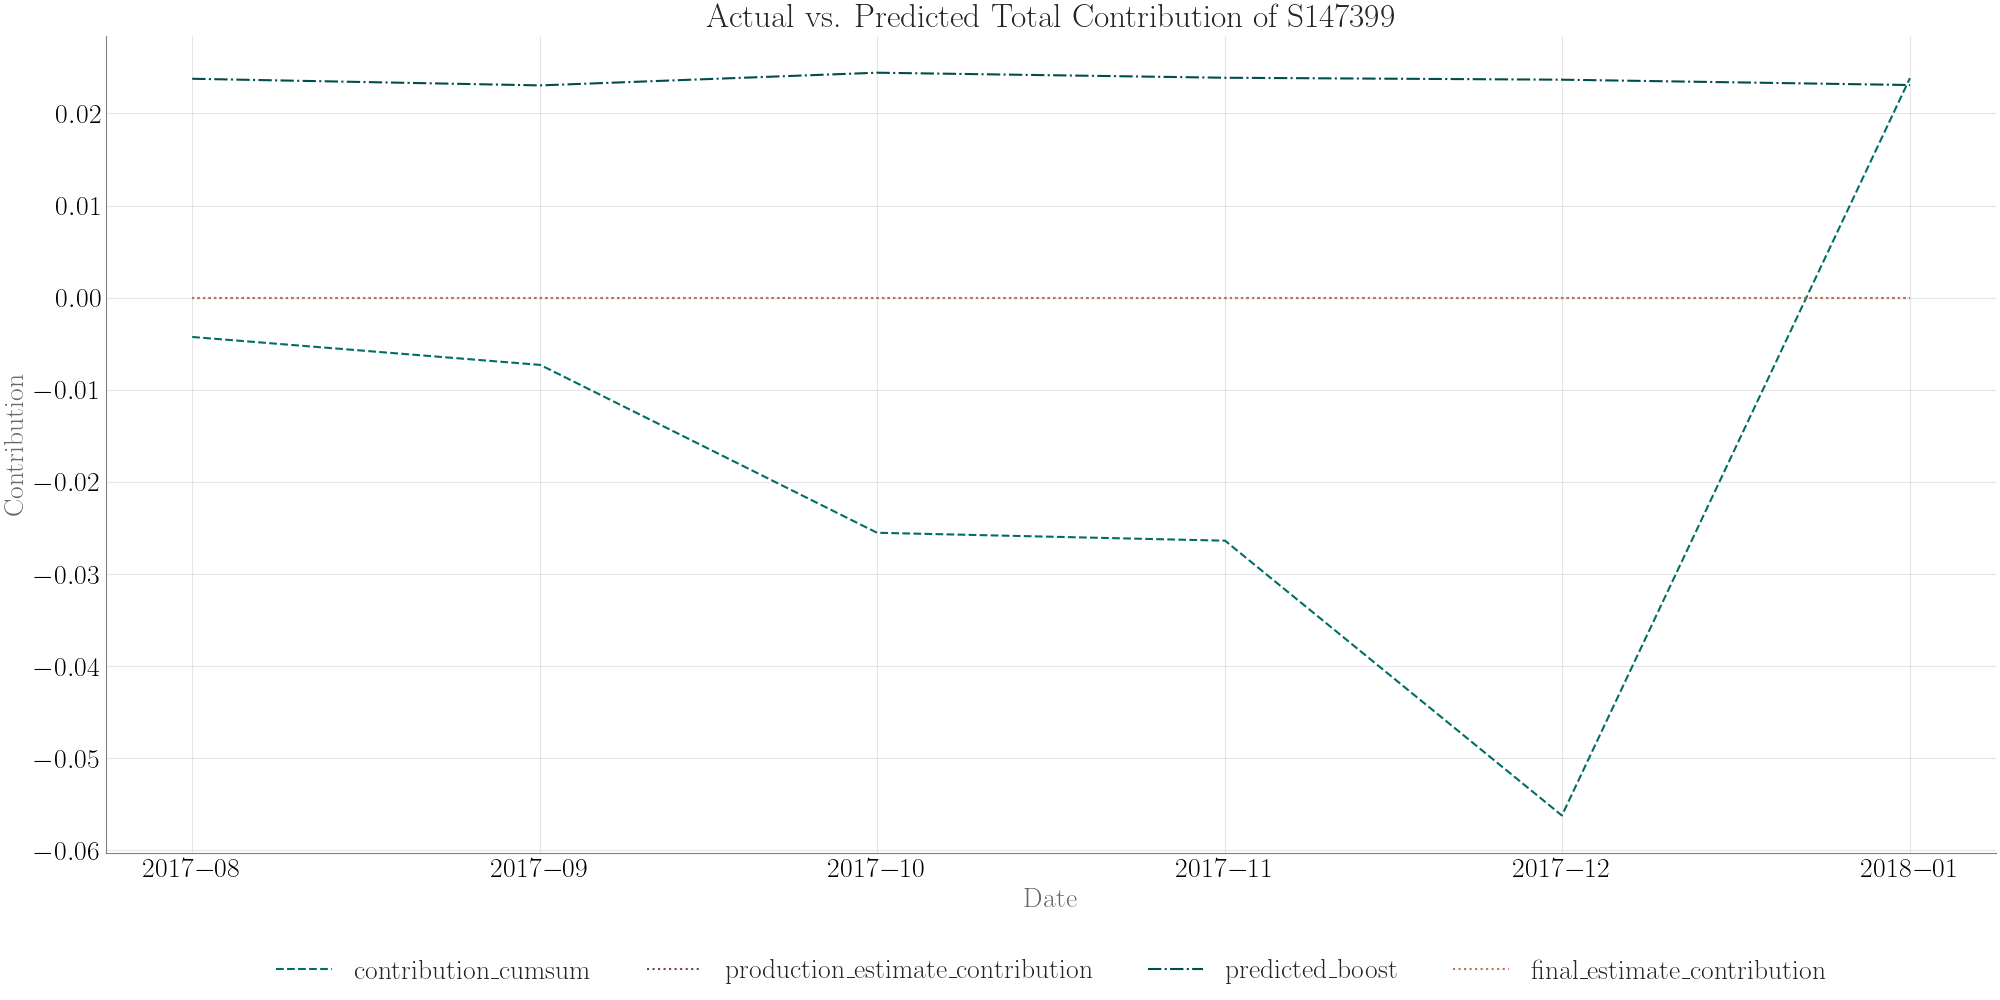 Actual vs. Predicted Total Contribution of S147399
0.02
0.01
0.00
−0.01
−0.02
−0.03
−0.04
−0.05
−0.06
Contribution
2017−08 2017−09 2017−10 2017−11 2017−12 2018−01
Date
contribution_cumsum production_estimate_contribution predicted_boost final_estimate_contribution